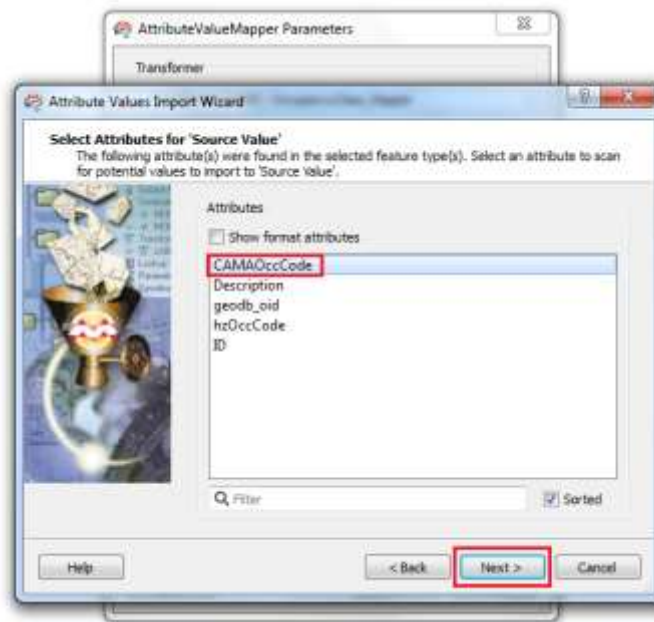 AttributeValueMapper Parameters
Transformer
Attribute Values Import Wizard
Select Attributes for 'Source Value'
The following attribute(s) were found in the selected feature type(s). Select an attribute to scan
for potential values to import to 'Source Value'.
Attributes
Show format attributes
CAMAOccCode
Description
geodb_oid
hzOccCode
ID
Filter
Sorted
Help
< Back
Next >
Cancel